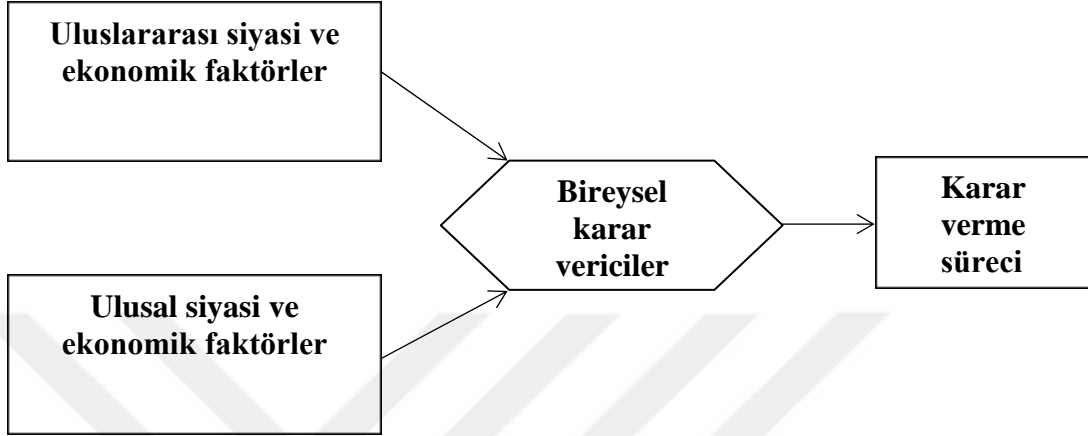 Uluslararası siyasi ve
ekonomik faktörler
Bireysel
karar
vericiler
Karar
verme
süreci
Ulusal siyasi ve
ekonomik faktörler